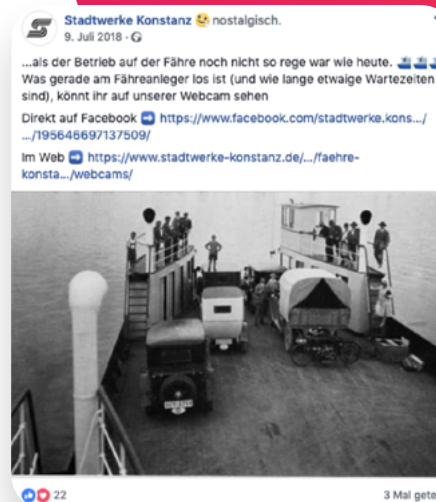 Stadtwerke Konstanz 😉 nostalgisch.
9. Juli 2018 ·
...als der Betrieb auf der Fähre noch nicht so rege war wie heute. ⛴️⛴️⛴️
Was gerade am Fähreanleger los ist (und wie lange etwaige Wartezeiten
sind), könnt ihr auf unserer Webcam sehen
Direkt auf Facebook ➡️ https://www.facebook.com/stadtwerke.kons.../
.../195646697137509/
Im Web ➡️ https://www.stadtwerke-konstanz.de/.../faehre-
konsta.../webcams/
22
3 Mal gete